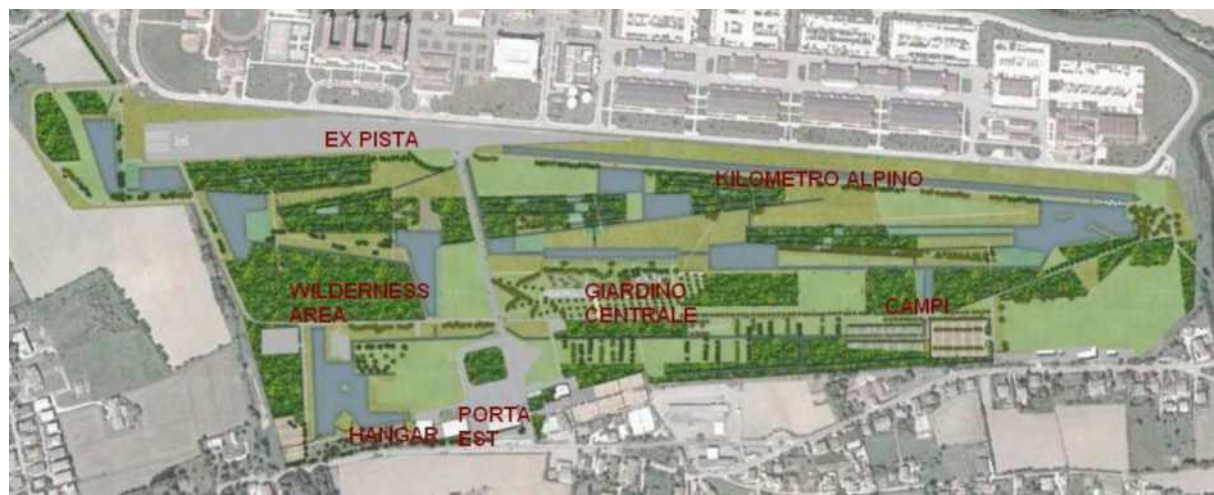 EX PISTA
KILOMETRO ALPINO
WILDERNESS
AREA
GIARDINO
CENTRALE
CAMPI
HANGAR
PORTA
EST